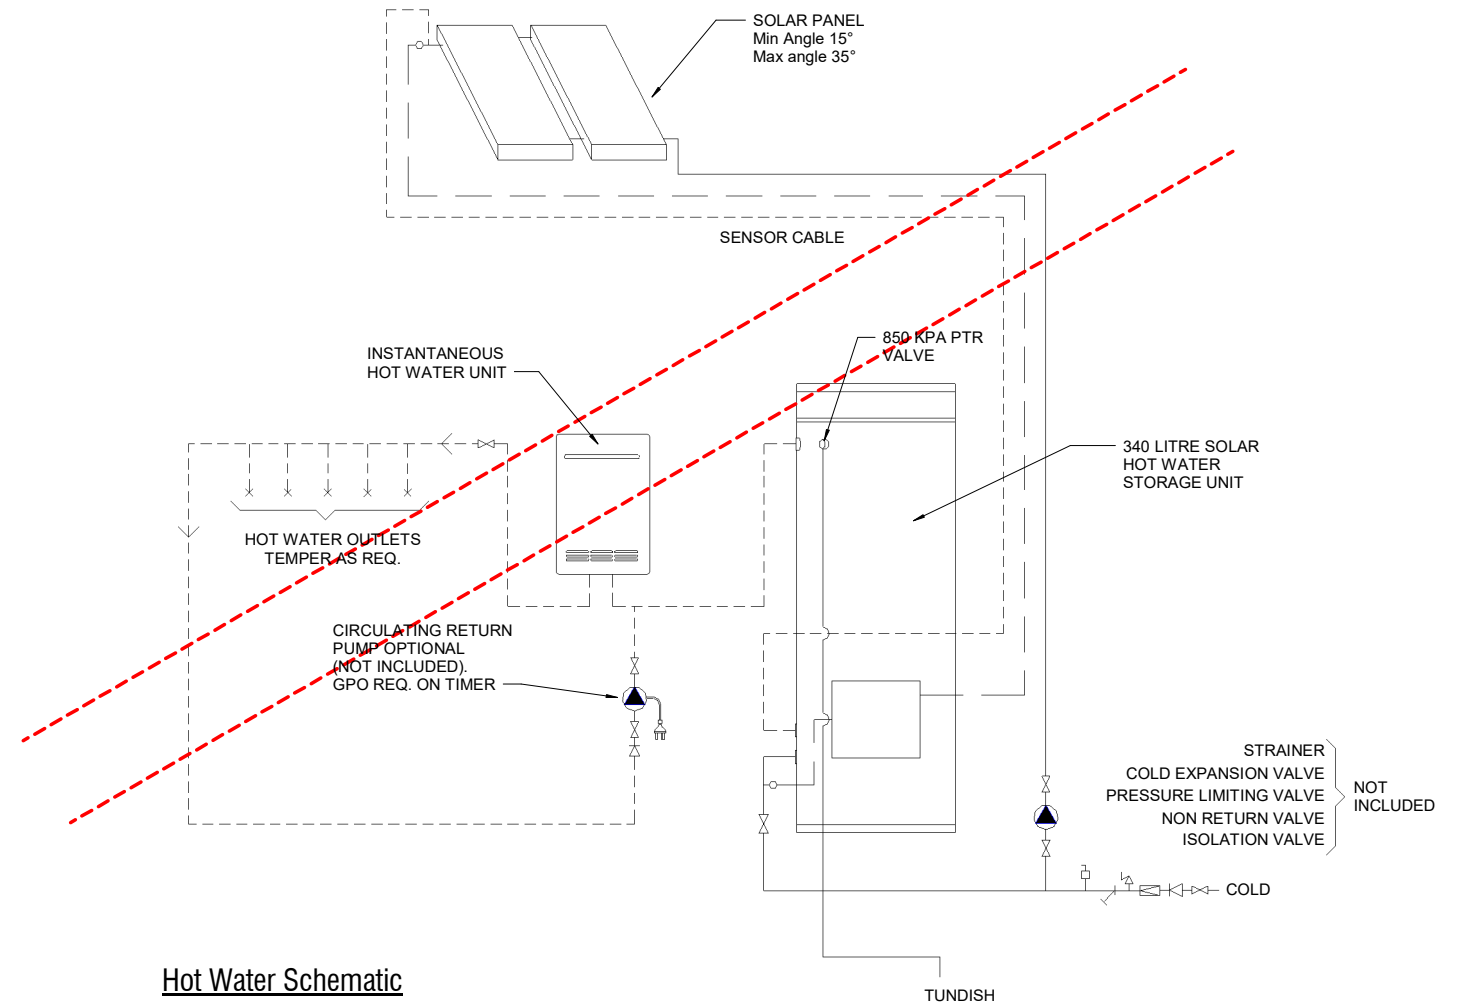 SOLAR PANEL
Min Angle 15°
Max angle 35°
SENSOR CABLE
850 KPA PTR
VALVE
INSTANTANEOUS
HOT WATER UNIT
340 LITRE SOLAR
HOT WATER
STORAGE UNIT
HOT WATER OUTLETS
TEMPER AS REQ.
CIRCULATING RETURN
PUMP OPTIONAL
(NOT INCLUDED).
GPO REQ. ON TIMER
STRAINER
COLD EXPANSION VALVE
PRESSURE LIMITING VALVE
NON RETURN VALVE
ISOLATION VALVE
NOT
INCLUDED
COLD
Hot Water Schematic
TUNDISH